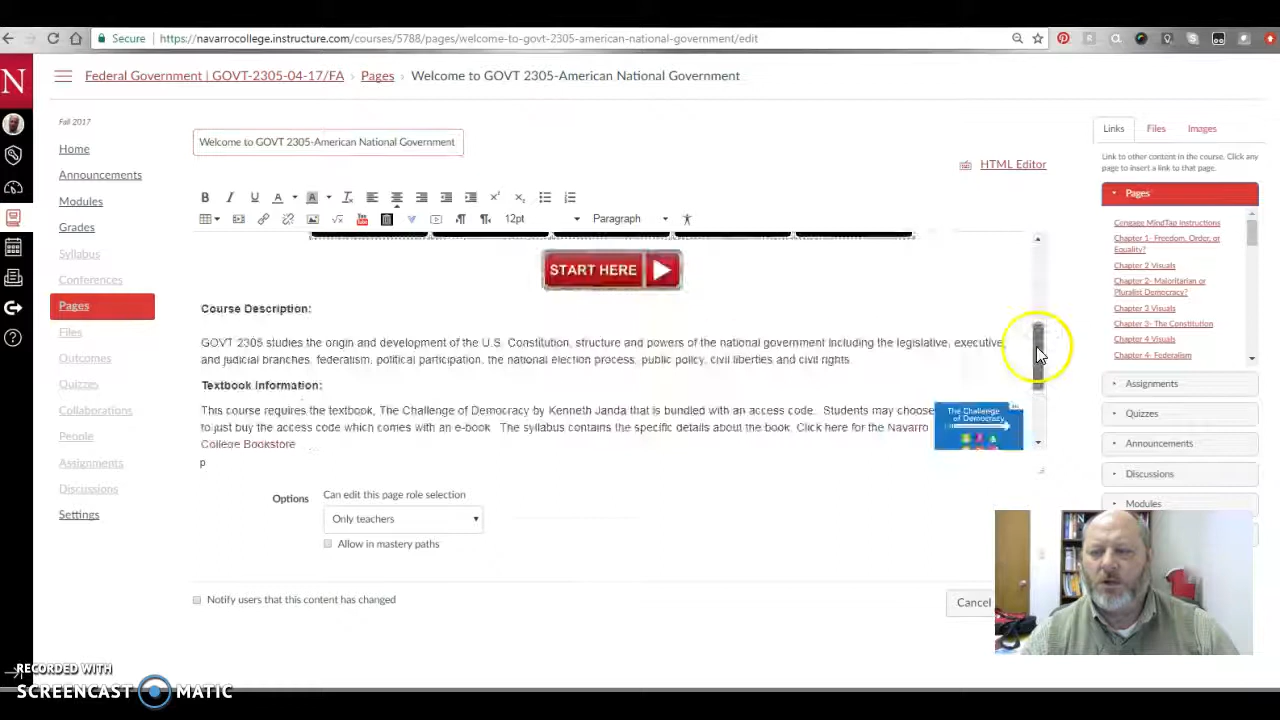 Secure
https://navarrocollege.instructure.com/courses/5788/pages/welcome-to-govt-2305-american-national-government/edit
N
Federal Government | GOVT-2305-04-17/FA › Pages › Welcome to GOVT 2305-American National Government
Fall 2017
Home
Announcements
Modules
Grades
Syllabus
Conferences
Pages
Files
Outcomes
Quizzes
Collaborations
People
Assignments
Discussions
Settings
Welcome to GOVT 2305-American National Government
HTML Editor
12pt
Paragraph
START HERE
Course Description:
GOVT 2305 studies the origin and development of the U.S. Constitution, structure and powers of the national government including the legislative, executive,
and judicial branches, federalism, political participation, the national election process, public policy, civil liberties and civil rights.
Textbook Information:
This course requires the textbook, The Challenge of Democracy by Kenneth Janda that is bundled with an access code. Students may choose
to just buy the access code which comes with an e-book. The syllabus contains the specific details about the book. Click here for the Navarro
College Bookstore
The Challenge
of Democracy
p
Options
Can edit this page role selection
Only teachers
Allow in mastery paths
Notify users that this content has changed
Cancel
Links
Files
Images
Link to other content in the course. Click any
page to insert a link to that page.
Pages
Cengage MindTap Instructions
Chapter 1- Freedom, Order, or
Equality?
Chapter 2 Visuals
Chapter 2- Majoritarian or
Pluralist Democracy?
Chapter 3 Visuals
Chapter 3- The Constitution
Chapter 4 Visuals
Chapter 4- Federalism
Assignments
Quizzes
Announcements
Discussions
Modules
RECORDED WITH
SCREENCAST MATIC